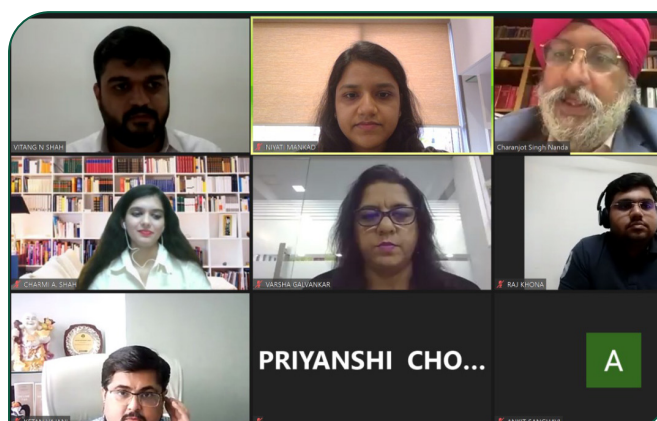 VITANG N SHAH
NIYATI MANKAD
Charanjot Singh Nanda
CHARMI A. SHAH
VARSHA GALVANKAR
RAJ KHONA
PRIYANSHI CHO...
A